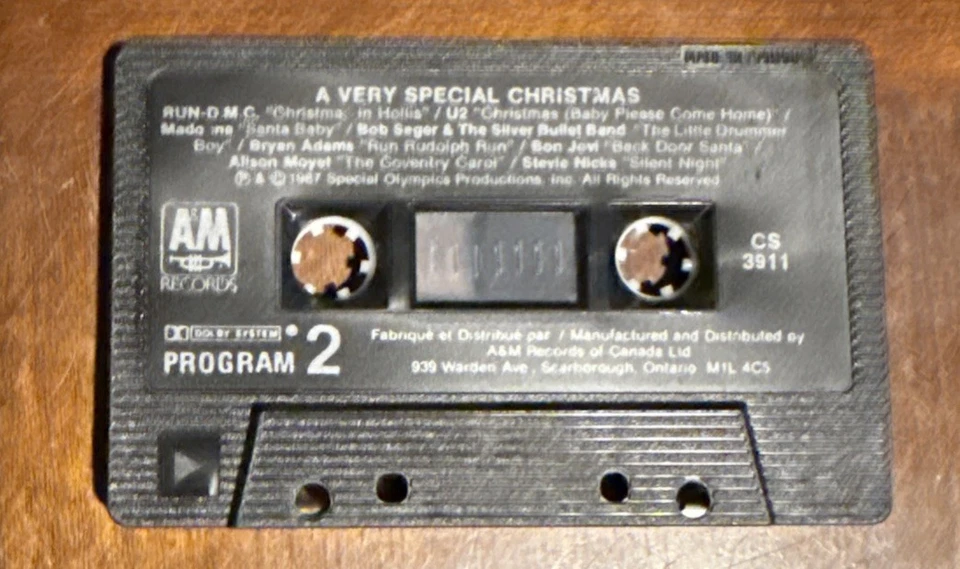 A VERY SPECIAL CHRISTMAS
RUN-D.M.C. "Christmas in Hollis" / U2 "Christmas (Baby Please Come Home)" /
Madonna "Santa Baby" / Bob Seger & The Silver Bullet Band "The Little Drummer
Boy" / Bryan Adams "Run Rudolph Run" / Bon Jovi "Back Door Santa" /
Alison Moyet "The Coventry Carol" / Stevie Nicks "Silent Night"
Ⓟ & © 1987 Special Olympics Productions, Inc. All Rights Reserved
A&M
RECORDS
CS
3911
DOLBY SYSTEM
PROGRAM 2
Fabriqué et Distribué par / Manufactured and Distributed by
A&M Records of Canada Ltd
939 Warden Ave., Scarborough, Ontario M1L 4C5